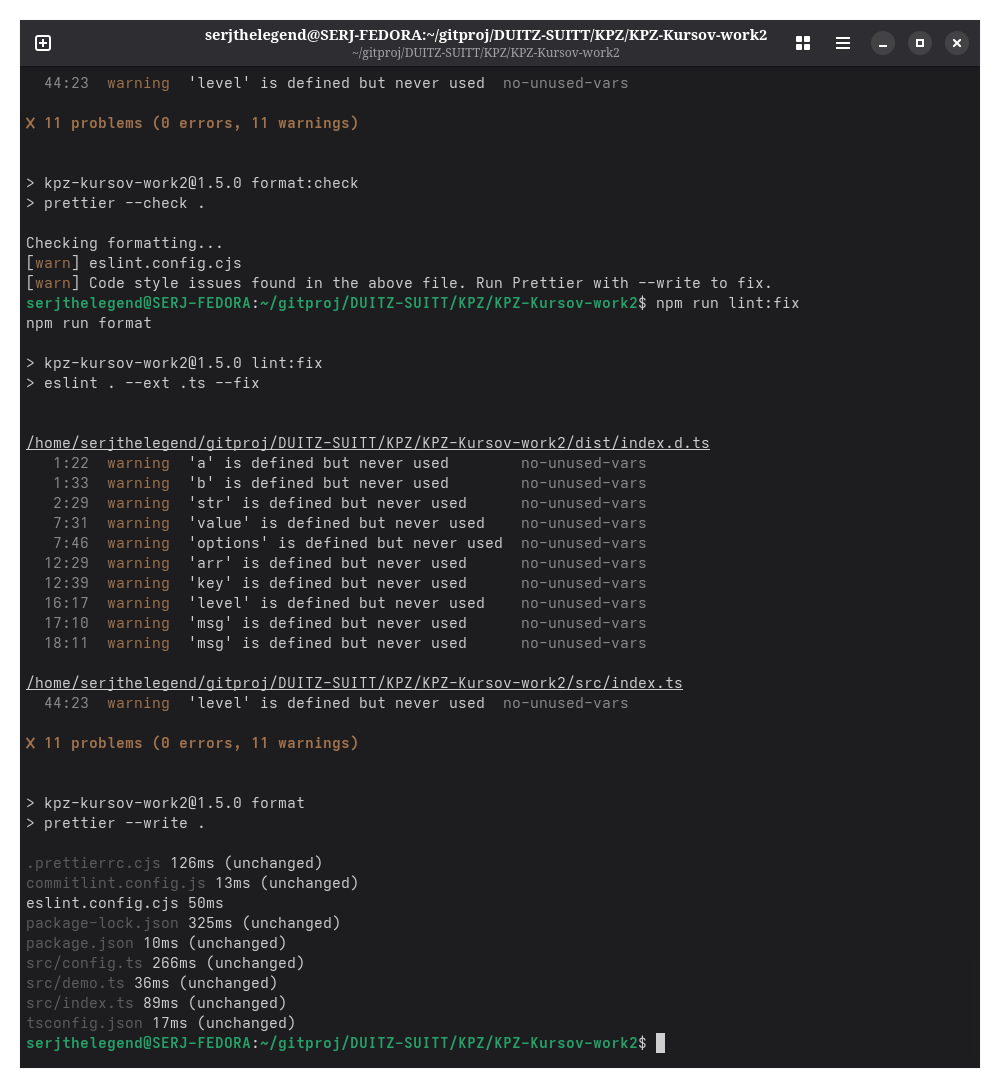 serjthelegend@SERJ-FEDORA:~/gitproj/DUITZ-SUITT/KPZ/KPZ-Kursov-work2
~/gitproj/DUITZ-SUITT/KPZ/KPZ-Kursov-work2
44:23  warning  'level' is defined but never used  no-unused-vars
✗ 11 problems (0 errors, 11 warnings)
> kpz-kursov-work2@1.5.0 format:check
> prettier --check .
Checking formatting...
[warn] eslint.config.cjs
[warn] Code style issues found in the above file. Run Prettier with --write to fix.
serjthelegend@SERJ-FEDORA:~/gitproj/DUITZ-SUITT/KPZ/KPZ-Kursov-work2$ npm run lint:fix
npm run format
> kpz-kursov-work2@1.5.0 lint:fix
> eslint . --ext .ts --fix
/home/serjthelegend/gitproj/DUITZ-SUITT/KPZ/KPZ-Kursov-work2/dist/index.d.ts
1:22  warning  'a' is defined but never used        no-unused-vars
1:33  warning  'b' is defined but never used        no-unused-vars
2:29  warning  'str' is defined but never used      no-unused-vars
7:31  warning  'value' is defined but never used    no-unused-vars
7:46  warning  'options' is defined but never used  no-unused-vars
12:29  warning  'arr' is defined but never used      no-unused-vars
12:39  warning  'key' is defined but never used      no-unused-vars
16:17  warning  'level' is defined but never used    no-unused-vars
17:10  warning  'msg' is defined but never used      no-unused-vars
18:11  warning  'msg' is defined but never used      no-unused-vars
/home/serjthelegend/gitproj/DUITZ-SUITT/KPZ/KPZ-Kursov-work2/src/index.ts
44:23  warning  'level' is defined but never used  no-unused-vars
✗ 11 problems (0 errors, 11 warnings)
> kpz-kursov-work2@1.5.0 format
> prettier --write .
.prettierrc.cjs 126ms (unchanged)
commitlint.config.js 13ms (unchanged)
eslint.config.cjs 50ms
package-lock.json 325ms (unchanged)
package.json 10ms (unchanged)
src/config.ts 266ms (unchanged)
src/demo.ts 36ms (unchanged)
src/index.ts 89ms (unchanged)
tsconfig.json 17ms (unchanged)
serjthelegend@SERJ-FEDORA:~/gitproj/DUITZ-SUITT/KPZ/KPZ-Kursov-work2$